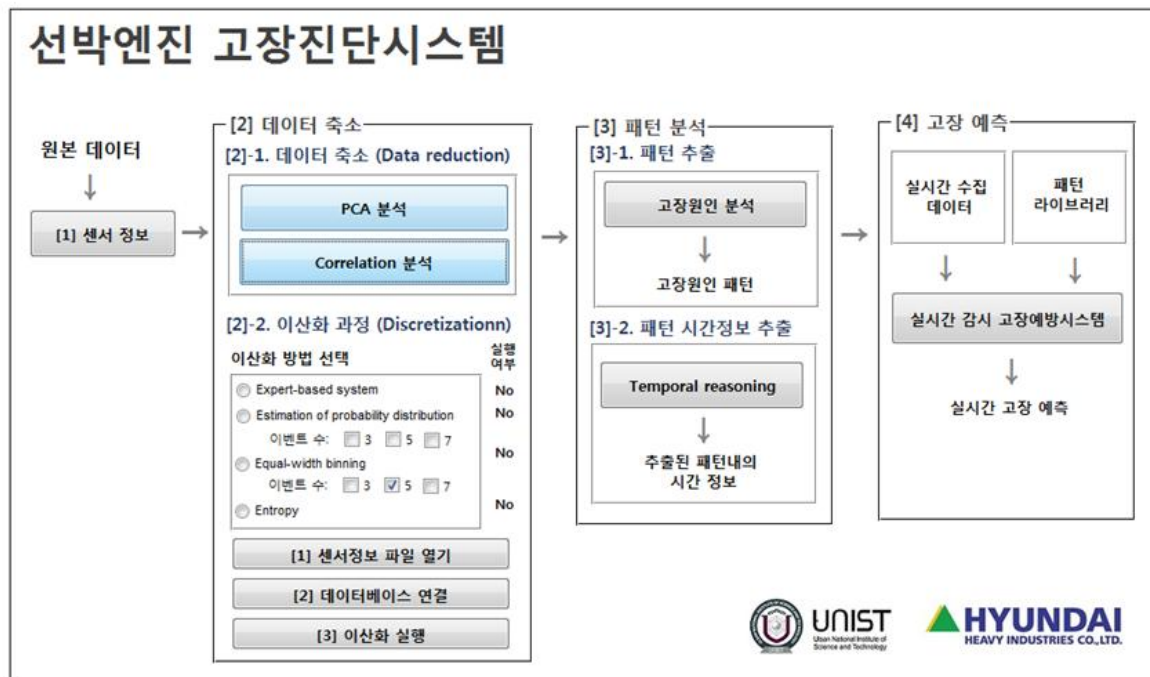 선박엔진 고장진단시스템
원본 데이터
[1] 센서 정보
[2] 데이터 축소
[2]-1. 데이터 축소 (Data reduction)
PCA 분석
Correlation 분석
[2]-2. 이산화 과정 (Discretizationn)
이산화 방법 선택
실행
여부
Expert-based system
No
Estimation of probability distribution
No
이벤트 수: 3 5 7
Equal-width binning
No
이벤트 수: 3 5 7
Entropy
No
[1] 센서정보 파일 열기
[2] 데이터베이스 연결
[3] 이산화 실행
[3] 패턴 분석
[3]-1. 패턴 추출
고장원인 분석
고장원인 패턴
[3]-2. 패턴 시간정보 추출
Temporal reasoning
추출된 패턴내의
시간 정보
[4] 고장 예측
실시간 수집
데이터
패턴
라이브러리
실시간 감시 고장예방시스템
실시간 고장 예측
UNIST
Ulsan National Institute of
Science and Technology
HYUNDAI
HEAVY INDUSTRIES CO.,LTD.